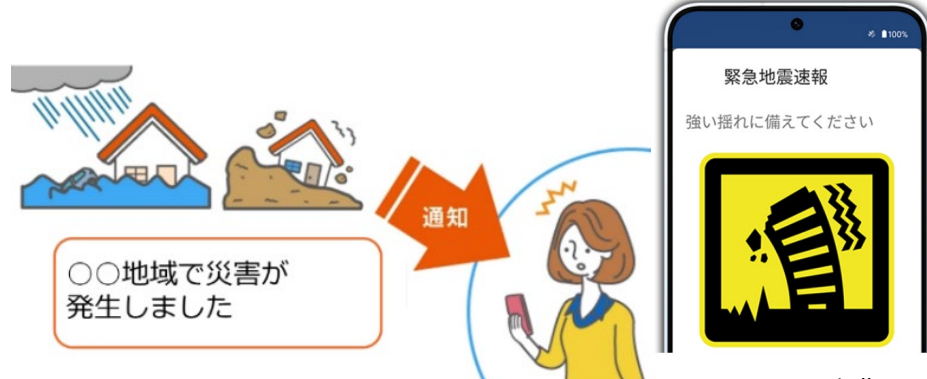 ○○地域で災害が
発生しました
通知
100%
緊急地震速報
強い揺れに備えてください